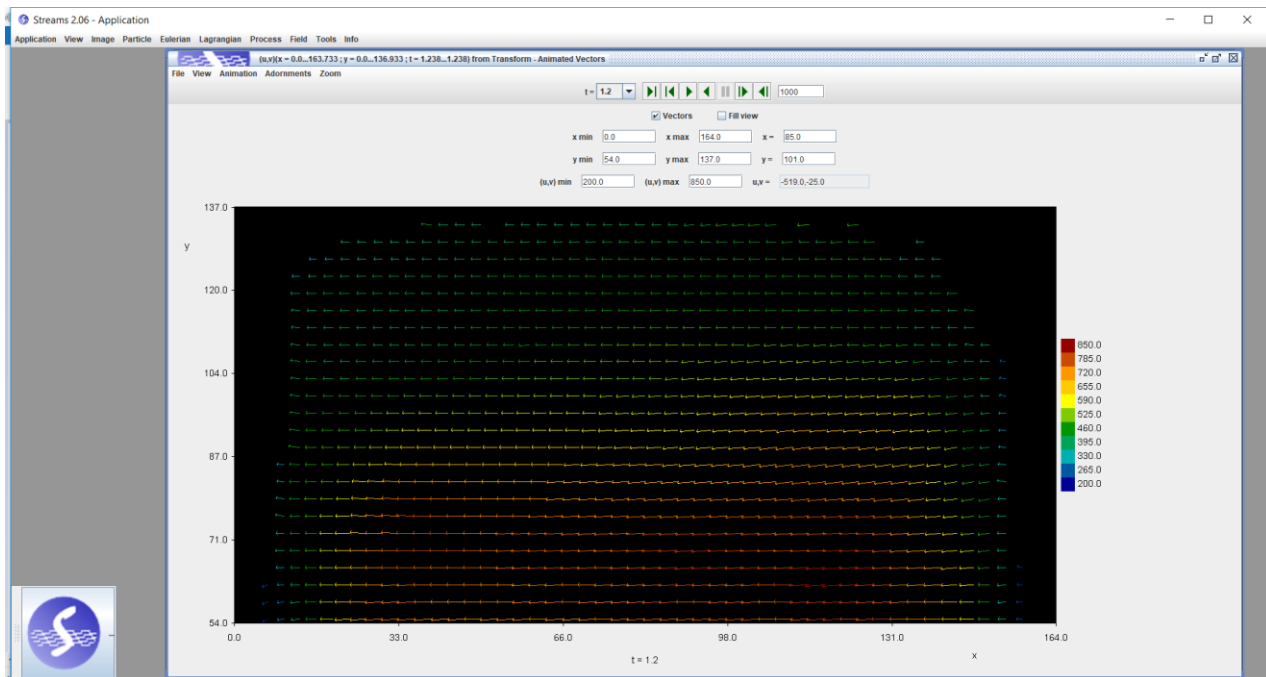 Streams 2.06 - Application
Application View Image Particle Eulerian Lagrangian Process Field Tools Info
(u,v)(x = 0.0...163.733 ; y = 0.0...136.933 ; t = 1.238...1.238) from Transform - Animated Vectors
File View Animation Adornments Zoom
t = 1.2 1000
Vectors Fill view
x min 0.0 x max 164.0 x = 85.0
y min 54.0 y max 137.0 y = 101.0
(u,v) min 200.0 (u,v) max 850.0 u,v = -519.0,-25.0
137.0
y
120.0
104.0
87.0
71.0
54.0
0.0 33.0 66.0 98.0 131.0 164.0
t = 1.2 x
850.0
785.0
720.0
655.0
590.0
525.0
460.0
395.0
330.0
265.0
200.0